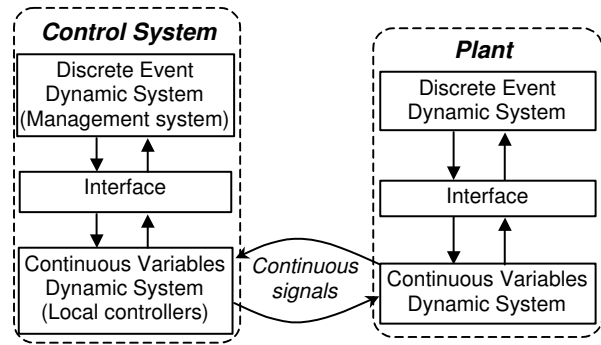 Control System
Discrete Event
Dynamic System
(Management system)
Interface
Continuous Variables
Dynamic System
(Local controllers)
Continuous
signals
Plant
Discrete Event
Dynamic System
Interface
Continuous Variables
Dynamic System